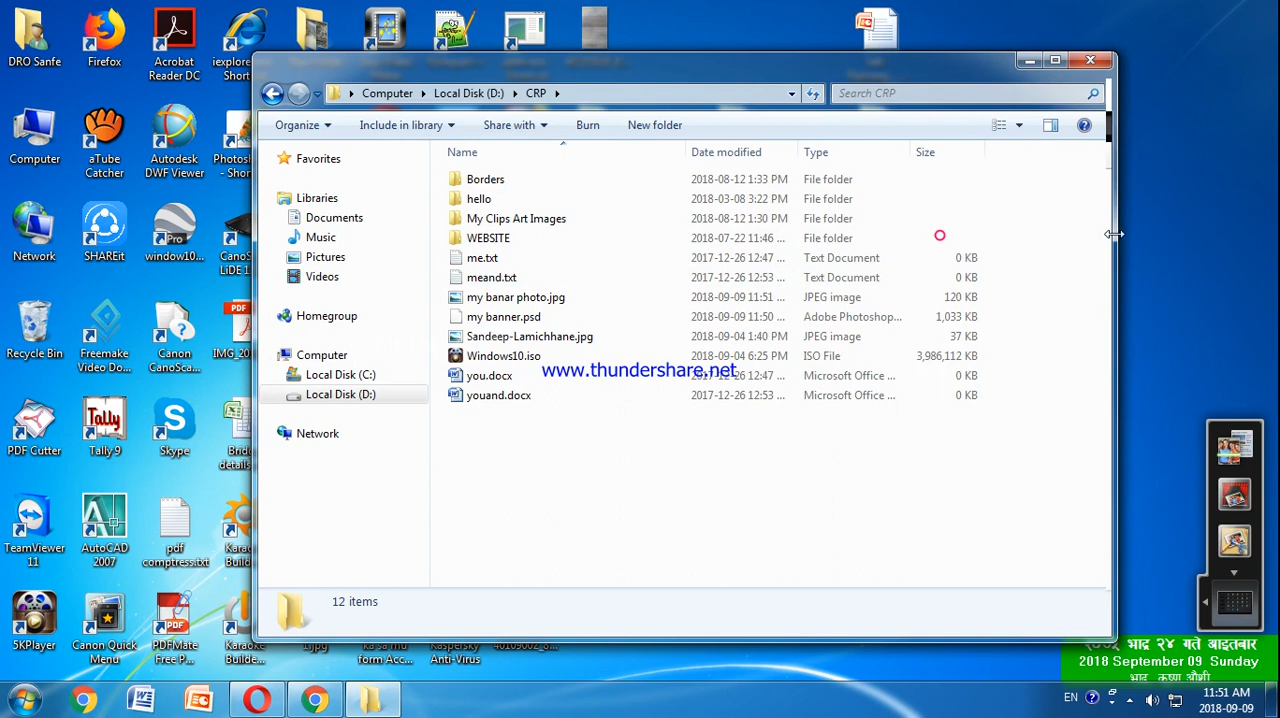 DRO Sanfe
Firefox
Acrobat
Reader DC
iexplore
Short
Computer
aTube
Catcher
Autodesk
DWF Viewer
Photosh
- Short
Network
SHAREit
window10...
CanoS
LiDE 1
Recycle Bin
Freemake
Video Do...
Canon
CanoSca...
PDF
IMG_20
PDF Cutter
Tally
Tally 9
Skype
Bridg
details
TeamViewer
11
AutoCAD
2007
pdf
comptress.txt
Karao
Build
5KPlayer
Canon Quick
Menu
PDFMate
Free P...
Karaoke
Builde...
form Acc...
Kaspersky
Anti-Virus
Computer
Local Disk (D:)
CRP
Search CRP
Organize
Include in library
Share with
Burn
New folder
Favorites
Libraries
Documents
Music
Pictures
Videos
Homegroup
Computer
Local Disk (C:)
Local Disk (D:)
Network
Name Date modified Type Size
Borders 2018-08-12 1:33 PM File folder
hello 2018-03-08 3:22 PM File folder
My Clips Art Images 2018-08-12 1:30 PM File folder
WEBSITE 2018-07-22 11:46 ... File folder
me.txt 2017-12-26 12:47 ... Text Document 0 KB
meand.txt 2017-12-26 12:53 ... Text Document 0 KB
my banar photo.jpg 2018-09-09 11:51 ... JPEG image 120 KB
my banner.psd 2018-09-09 11:50 ... Adobe Photoshop... 1,033 KB
Sandeep-Lamichhane.jpg 2018-09-04 1:40 PM JPEG image 37 KB
Windows10.iso 2018-09-04 6:25 PM ISO File 3,986,112 KB
www.thundershare.net
you.docx 2017-12-26 12:47 ... Microsoft Office ... 0 KB
youand.docx 2017-12-26 12:53 ... Microsoft Office ... 0 KB
12 items
भाद्र २४ गते आइतबार
2018 September 09 Sunday
EN
11:51 AM
2018-09-09